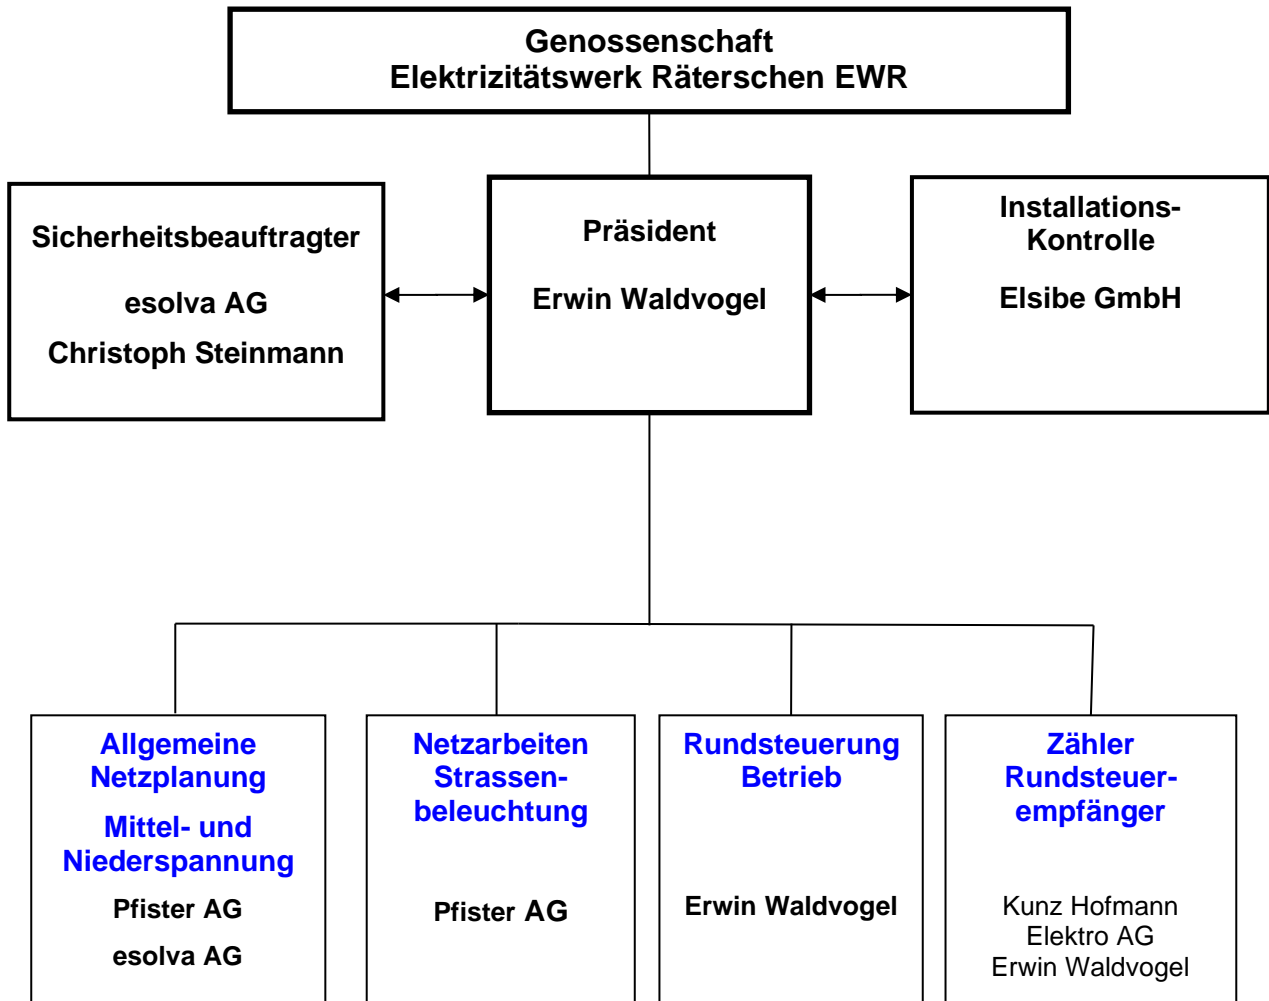 Genossenschaft
Elektrizitätswerk Räterschen EWR
Sicherheitsbeauftragter
esolva AG
Christoph Steinmann
Präsident
Erwin Waldvogel
Installations-
Kontrolle
Elsibe GmbH
Allgemeine
Netzplanung
Mittel- und
Niederspannung
Pfister AG
esolva AG
Netzarbeiten
Strassen-
beleuchtung
Pfister AG
Rundsteuerung
Betrieb
Erwin Waldvogel
Zähler
Rundsteuer-
empfänger
Kunz Hofmann
Elektro AG
Erwin Waldvogel